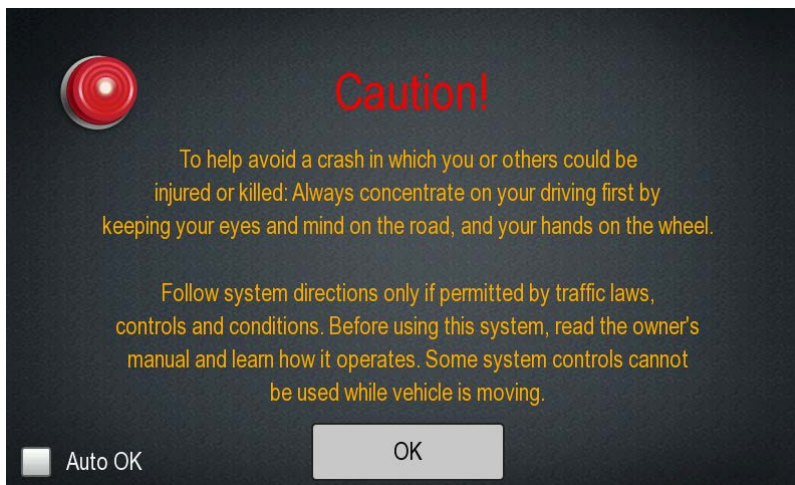 Caution!
To help avoid a crash in which you or others could be
injured or killed: Always concentrate on your driving first by
keeping your eyes and mind on the road, and your hands on the wheel.
Follow system directions only if permitted by traffic laws,
controls and conditions. Before using this system, read the owner's
manual and learn how it operates. Some system controls cannot
be used while vehicle is moving.
OK
Auto OK